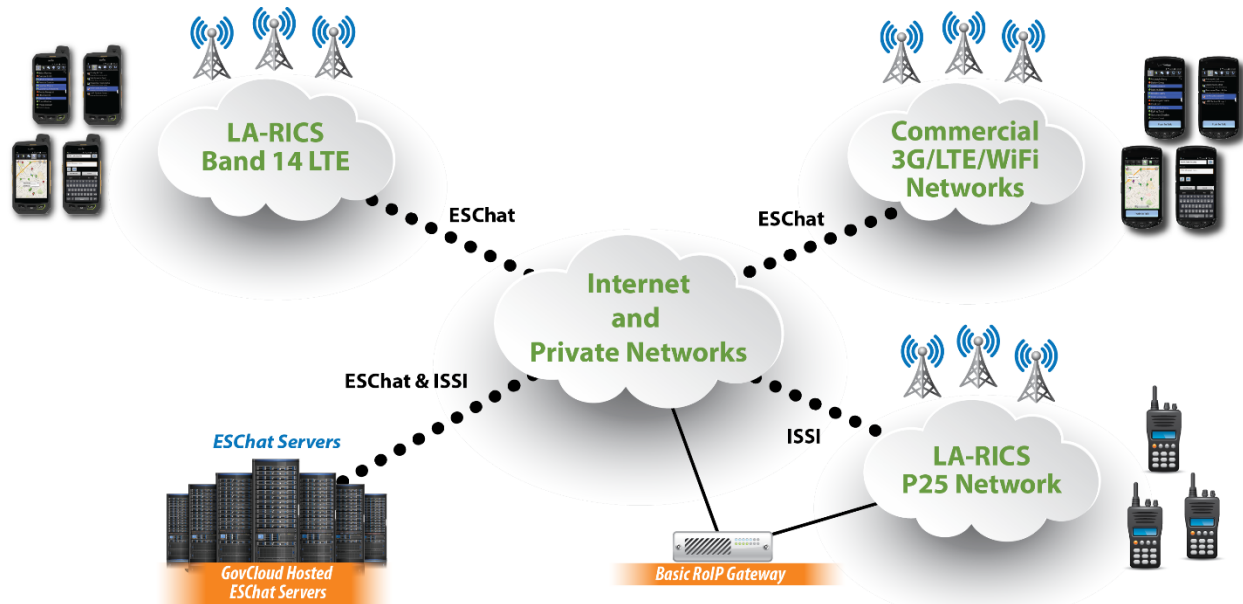 LA-RICS
Band 14 LTE
Commercial
3G/LTE/WiFi
Networks
ESChat
ESChat
Internet
and
Private Networks
ESChat & ISSI
ISSI
ESChat Servers
LA-RICS
P25 Network
GovCloud Hosted
ESChat Servers
Basic RoIP Gateway